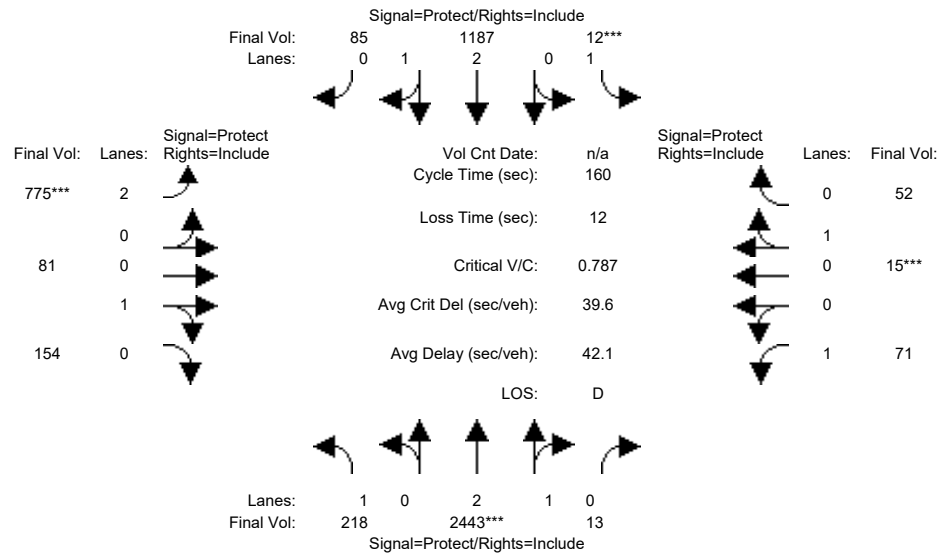 Signal=Protect/Rights=Include
Final Vol: 85 1187 12***
Lanes: 0 1 2 0 1
Signal=Protect Signal=Protect
Final Vol: Lanes: Rights=Include Vol Cnt Date: n/a Rights=Include Lanes: Final Vol:
Cycle Time (sec): 160
775*** 2 0 52
Loss Time (sec): 12
0 1
81 0 Critical V/C: 0.787 0 15***
1 Avg Crit Del (sec/veh): 39.6 0
154 0 Avg Delay (sec/veh): 42.1 1 71
LOS: D
Lanes: 1 0 2 1 0
Final Vol: 218 2443*** 13
Signal=Protect/Rights=Include